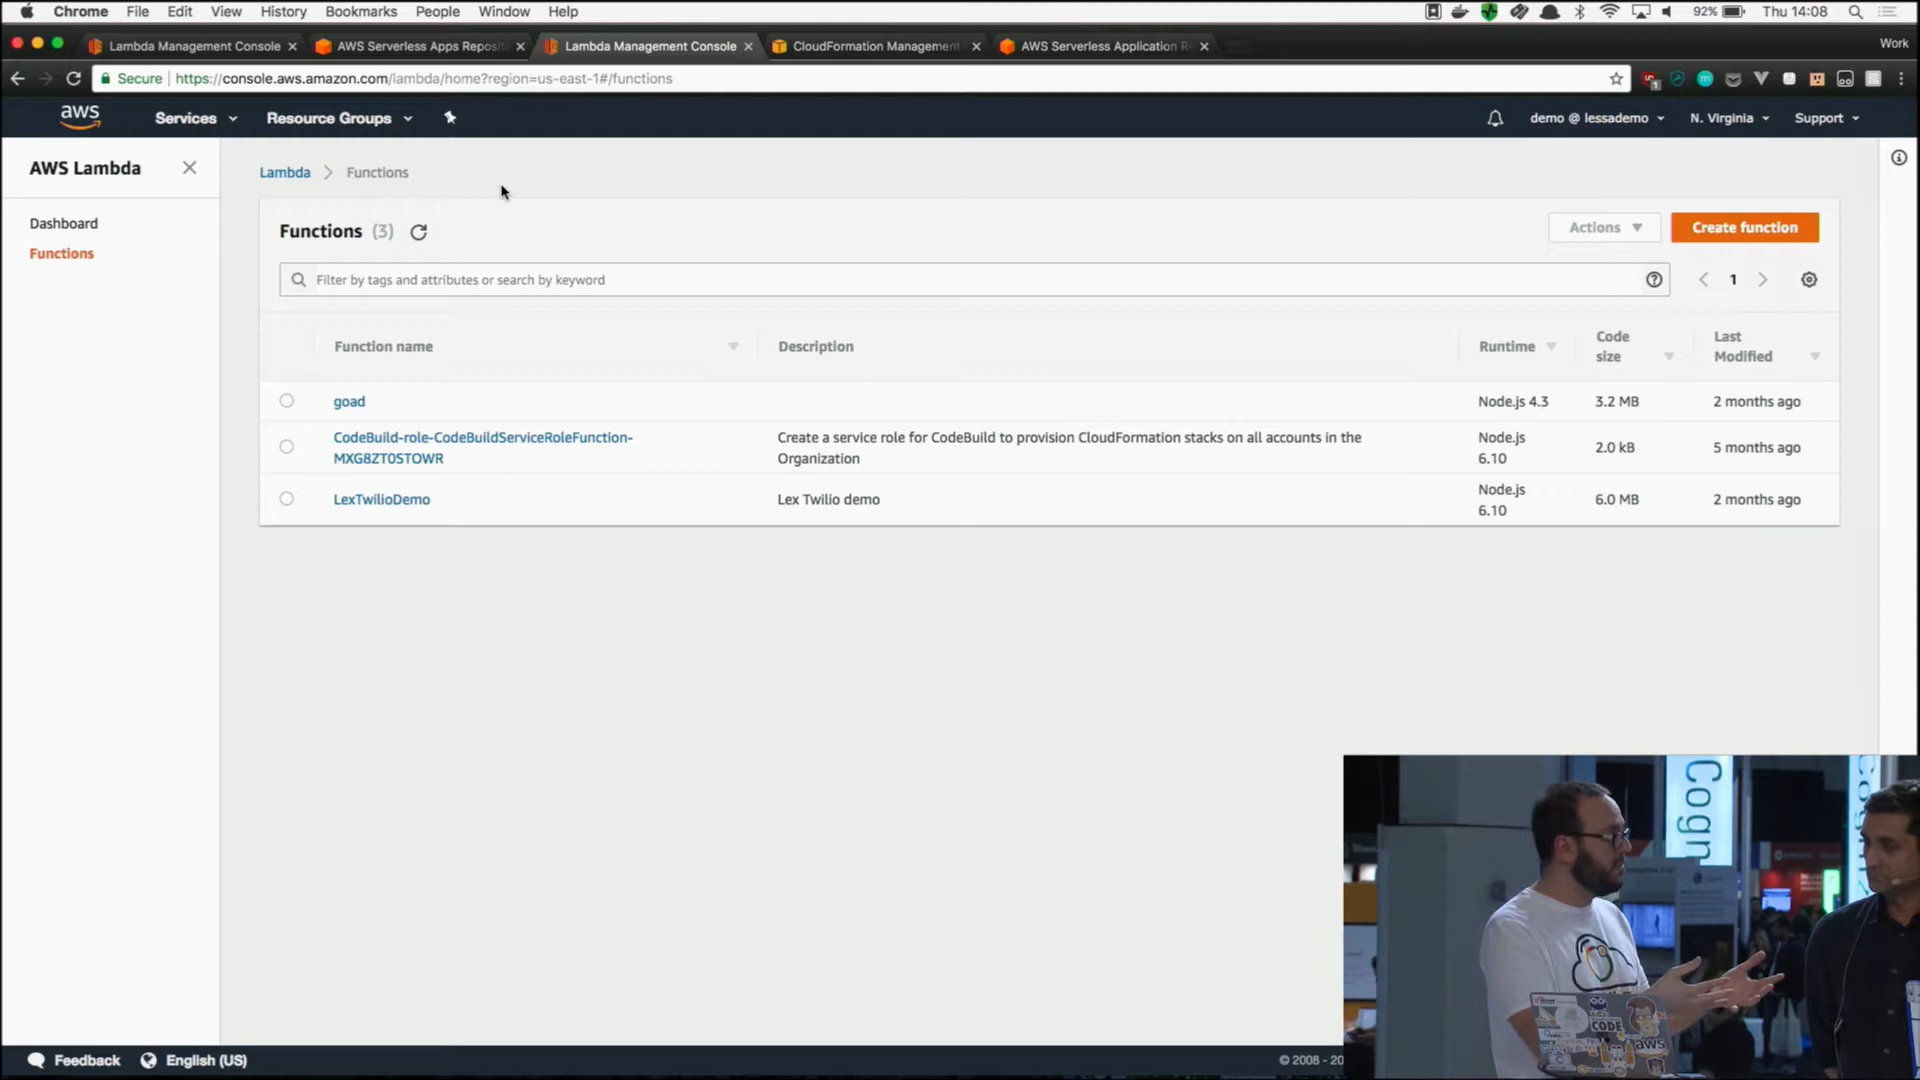 Chrome File Edit View History Bookmarks People Window Help 92% Thu 14:08
Lambda Management Console AWS Serverless Apps Reposit Lambda Management Console CloudFormation Management AWS Serverless Application R Work
Secure | https://console.aws.amazon.com/lambda/home?region=us-east-1#/functions
aws Services Resource Groups demo @ lessademo N. Virginia Support
AWS Lambda
Dashboard
Functions
Lambda > Functions
Functions (3) Actions Create function
Filter by tags and attributes or search by keyword 1
Function name Description Runtime Code size Last Modified
goad Node.js 4.3 3.2 MB 2 months ago
CodeBuild-role-CodeBuildServiceRoleFunction-
MXG8ZT0STOWR
Create a service role for CodeBuild to provision CloudFormation stacks on all accounts in the
Organization
Node.js
6.10
2.0 kB 5 months ago
LexTwilioDemo Lex Twilio demo
Node.js
6.10
6.0 MB 2 months ago
Cogn
CODE
aws
Feedback English (US) © 2008 - 20